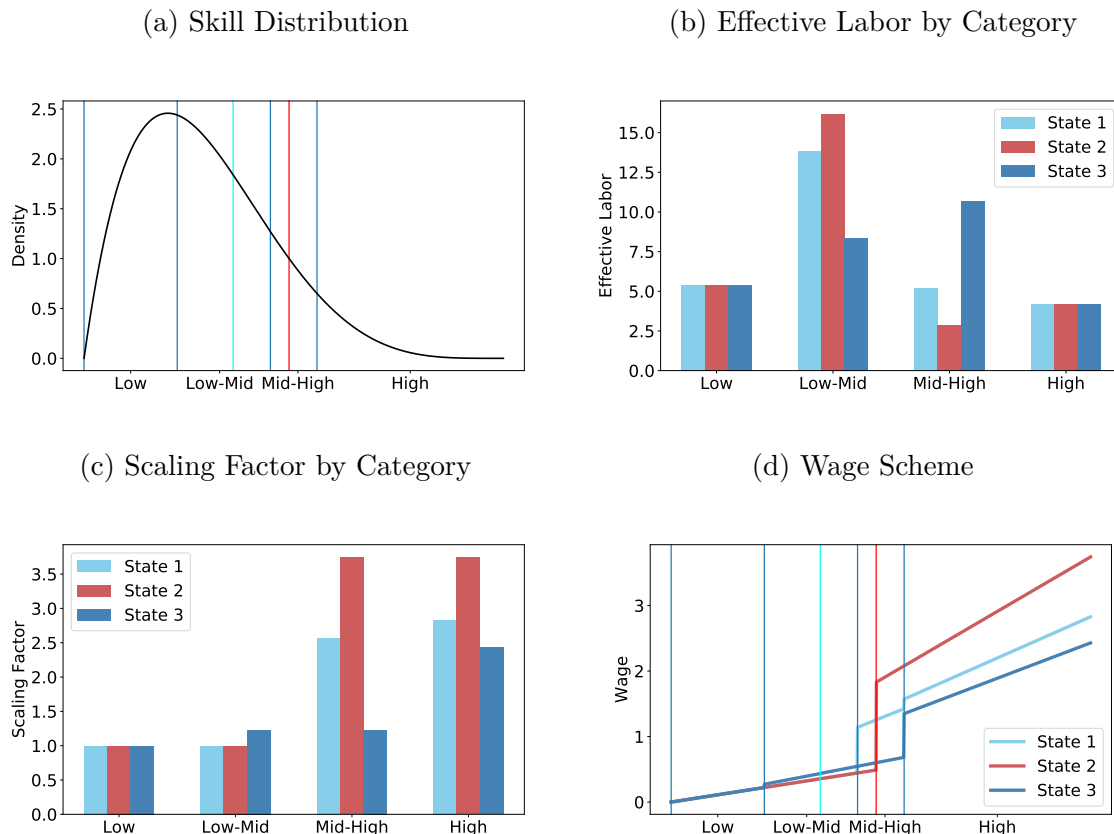 (a) Skill Distribution
2.5
2.0
1.5
1.0
0.5
0.0
Density
Low
Low-Mid
Mid-High
High
(b) Effective Labor by Category
15.0
12.5
10.0
7.5
5.0
2.5
0.0
Effective Labor
State 1
State 2
State 3
Low
Low-Mid
Mid-High
High
(c) Scaling Factor by Category
3.5
3.0
2.5
2.0
1.5
1.0
0.5
0.0
Scaling Factor
State 1
State 2
State 3
Low
Low-Mid
Mid-High
High
(d) Wage Scheme
3
2
1
0
Wage
State 1
State 2
State 3
Low
Low-Mid
Mid-High
High